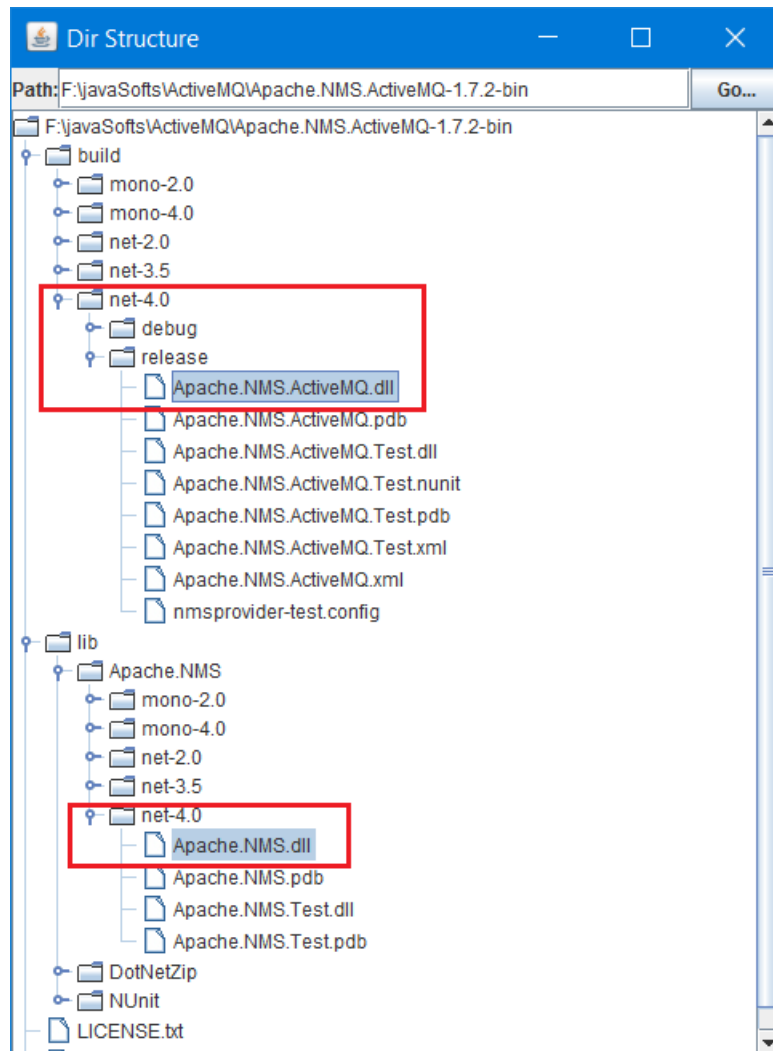 Dir Structure
Path: F:\javaSofts\ActiveMQ\Apache.NMS.ActiveMQ-1.7.2-bin Go...
F:\javaSofts\ActiveMQ\Apache.NMS.ActiveMQ-1.7.2-bin
build
mono-2.0
mono-4.0
net-2.0
net-3.5
net-4.0
debug
release
Apache.NMS.ActiveMQ.dll
Apache.NMS.ActiveMQ.pdb
Apache.NMS.ActiveMQ.Test.dll
Apache.NMS.ActiveMQ.Test.nunit
Apache.NMS.ActiveMQ.Test.pdb
Apache.NMS.ActiveMQ.Test.xml
Apache.NMS.ActiveMQ.xml
nmsprovider-test.config
lib
Apache.NMS
mono-2.0
mono-4.0
net-2.0
net-3.5
net-4.0
Apache.NMS.dll
Apache.NMS.pdb
Apache.NMS.Test.dll
Apache.NMS.Test.pdb
DotNetZip
NUnit
LICENSE.txt